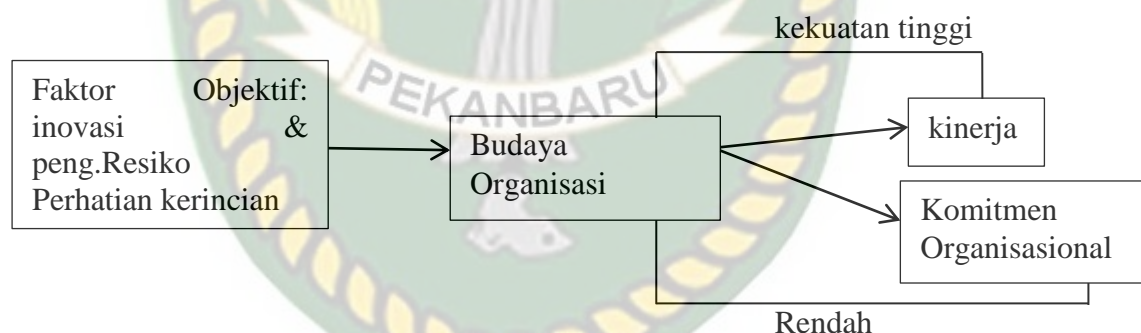 kekuatan tinggi
Faktor Objektif:
inovasi &
peng.Resiko
Perhatian kerincian
PEKANBARU
Budaya
Organisasi
kinerja
Komitmen
Organisasional
Rendah